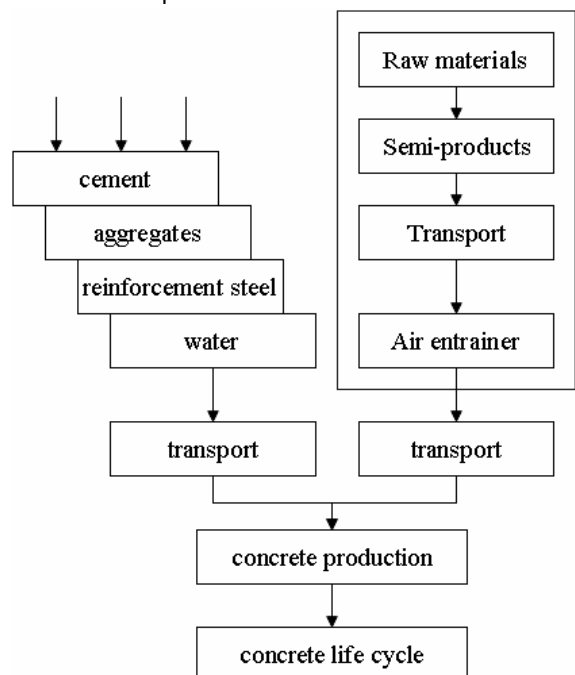 Raw materials
Semi-products
Transport
Air entrainer
cement
aggregates
reinforcement steel
water
transport
transport
concrete production
concrete life cycle